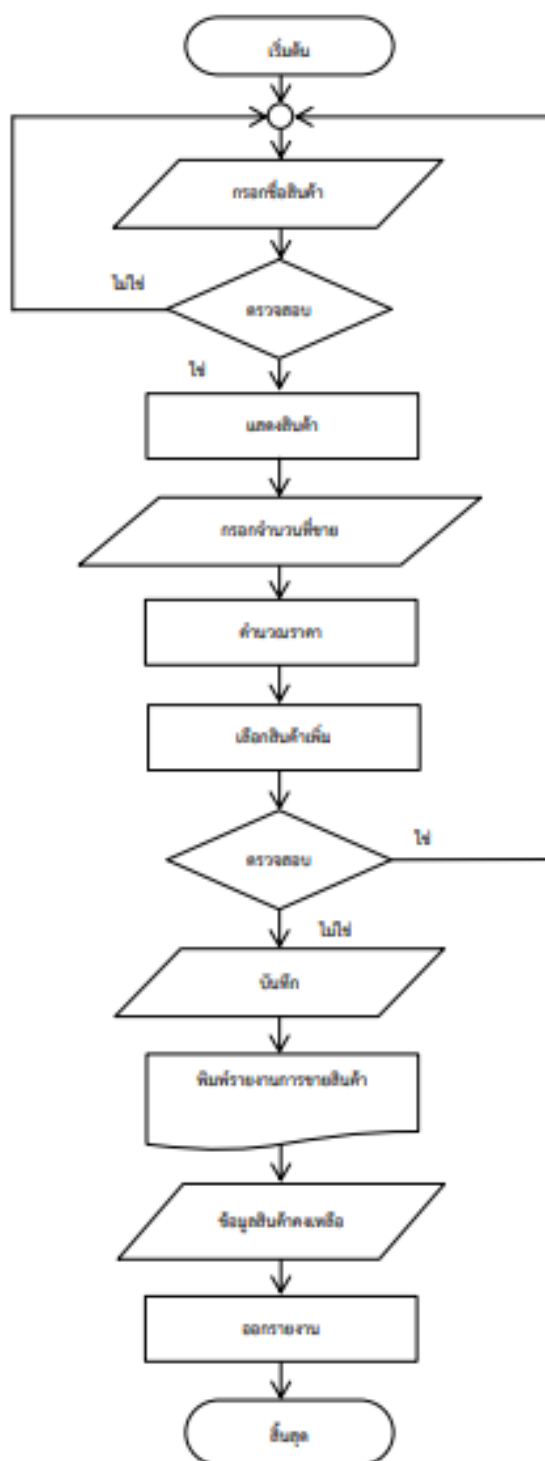 เริ่มต้น
กรอกชื่อสินค้า
ไม่ใช่
ตรวจสอบ
ใช่
แสดงสินค้า
กรอกจำนวนที่ขาย
คำนวณราคา
เลือกสินค้าเพิ่ม
ตรวจสอบ
ใช่
ไม่ใช่
บันทึก
พิมพ์รายงานการขายสินค้า
ข้อมูลสินค้าคงเหลือ
ออกรายงาน
สิ้นสุด